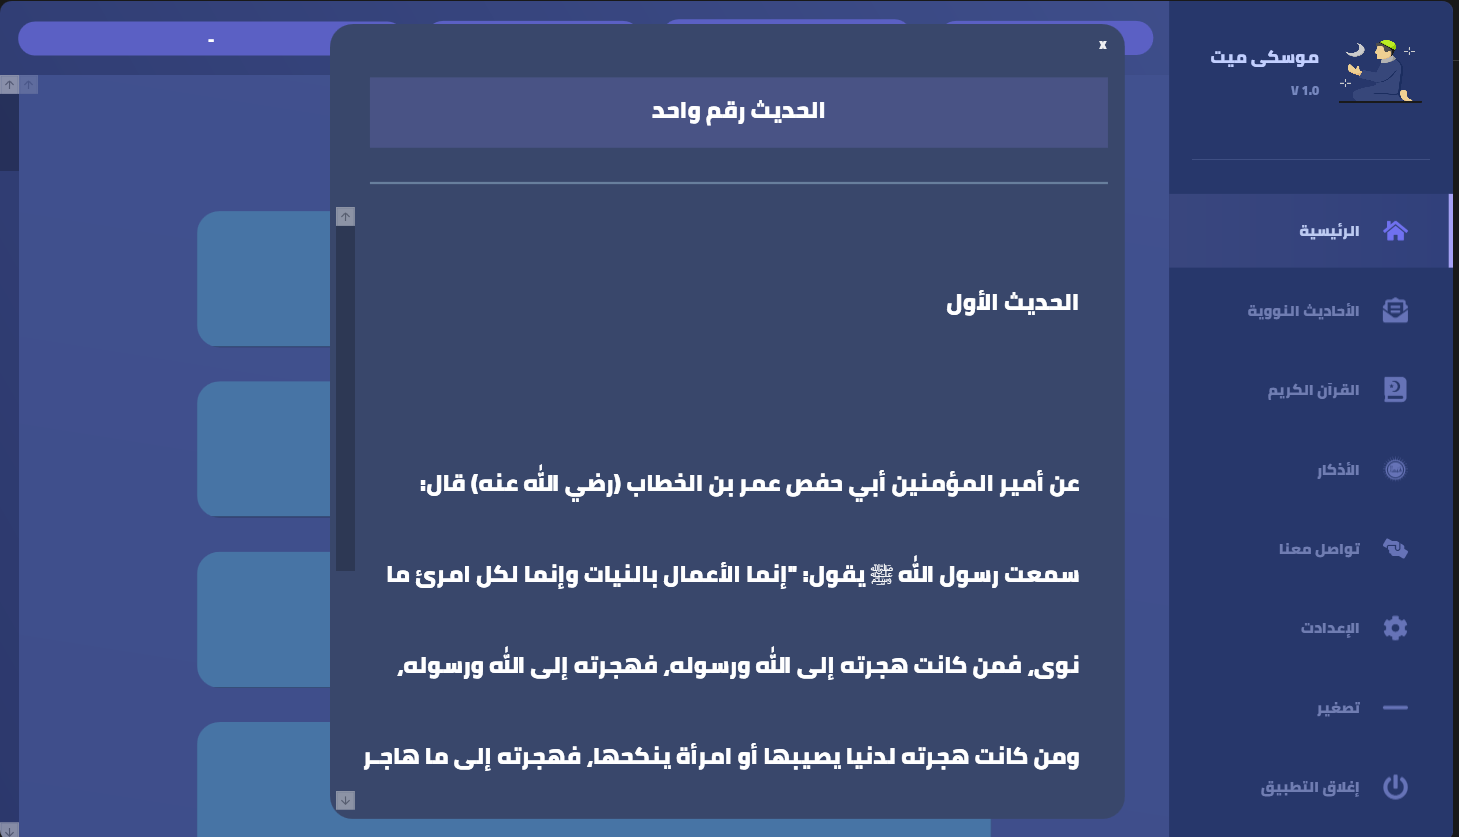 موسكى ميت
V 1.0
الرئيسية
الأحاديث النووية
القرآن الكريم
الأذكار
تواصل معنا
الإعدادت
تصغير
إغلاق التطبيق
-
x
الحديث رقم واحد
الحديث الأول
عن أمير المؤمنين أبي حفص عمر بن الخطاب (رضي الله عنه) قال:
سمعت رسول الله ﷺ يقول: "إنما الأعمال بالنيات وإنما لكل امرئ ما
نوى، فمن كانت هجرته إلى الله ورسوله، فهجرته إلى الله ورسوله،
ومن كانت هجرته لدنيا يصيبها أو امرأة ينكحها، فهجرته إلى ما هاجـر